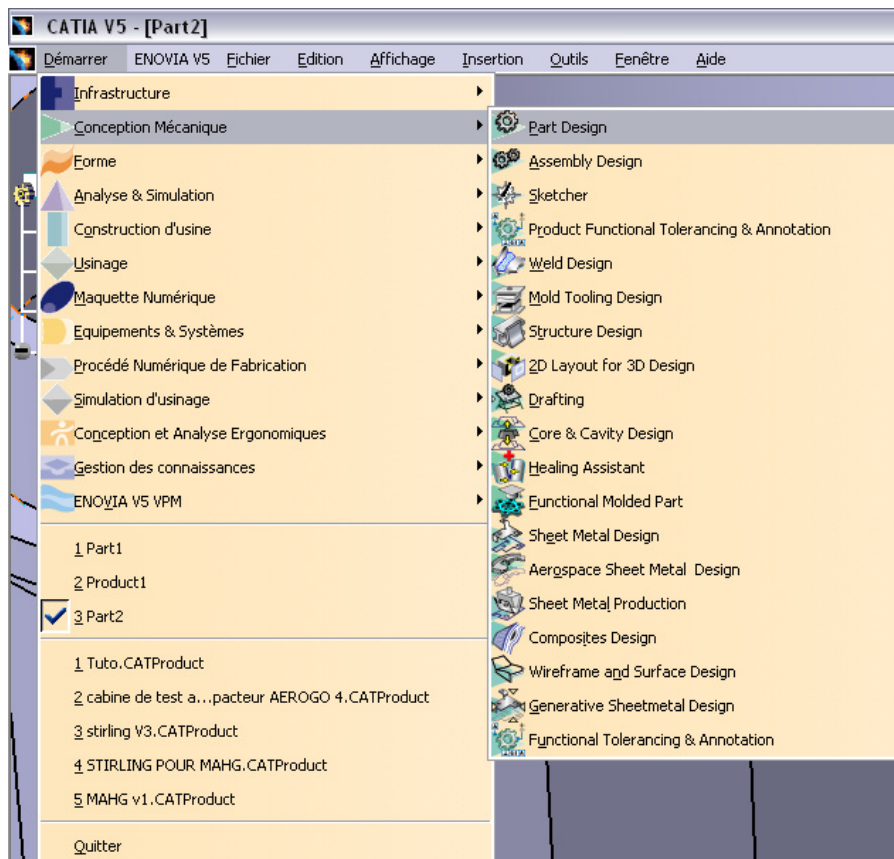 CATIA V5 - [Part2]
Démarrer ENOVIA V5 Fichier Edition Affichage Insertion Outils Fenêtre Aide
Infrastructure
Conception Mécanique
Forme
Analyse & Simulation
Construction d'usine
Usinage
Maquette Numérique
Equipements & Systèmes
Procédé Numérique de Fabrication
Simulation d'usinage
Conception et Analyse Ergonomiques
Gestion des connaissances
ENOVIA V5 VPM
1 Part1
2 Product1
3 Part2
1 Tuto.CATProduct
2 cabine de test a...pacteur AEROGO 4.CATProduct
3 stirling V3.CATProduct
4 STIRLING POUR MAHG.CATProduct
5 MAHG v1.CATProduct
Quitter
Part Design
Assembly Design
Sketcher
Product Functional Tolerancing & Annotation
Weld Design
Mold Tooling Design
Structure Design
2D Layout for 3D Design
Drafting
Core & Cavity Design
Healing Assistant
Functional Molded Part
Sheet Metal Design
Aerospace Sheet Metal Design
Sheet Metal Production
Composites Design
Wireframe and Surface Design
Generative Sheetmetal Design
Functional Tolerancing & Annotation